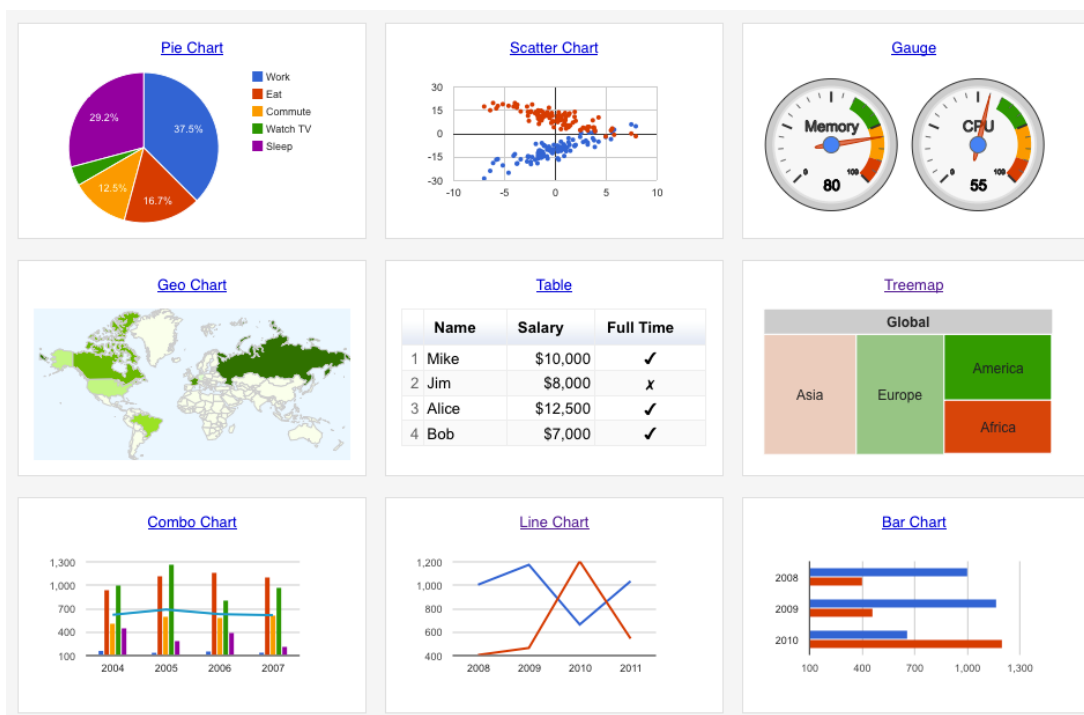 Pie Chart
29.2%
37.5%
12.5%
16.7%
Work
Eat
Commute
Watch TV
Sleep
Scatter Chart
30
15
0
-15
-30
-10
-5
0
5
10
Gauge
Memory
0
100
80
CPU
0
100
55
Geo Chart
Table
Name Salary Full Time
1 Mike $10,000 ✔
2 Jim $8,000 ✗
3 Alice $12,500 ✔
4 Bob $7,000 ✔
Treemap
Global
Asia
Europe
America
Africa
Combo Chart
1,300
1,000
700
400
100
2004 2005 2006 2007
Line Chart
1,200
1,000
800
600
400
2008 2009 2010 2011
Bar Chart
2008
2009
2010
100 400 700 1,000 1,300